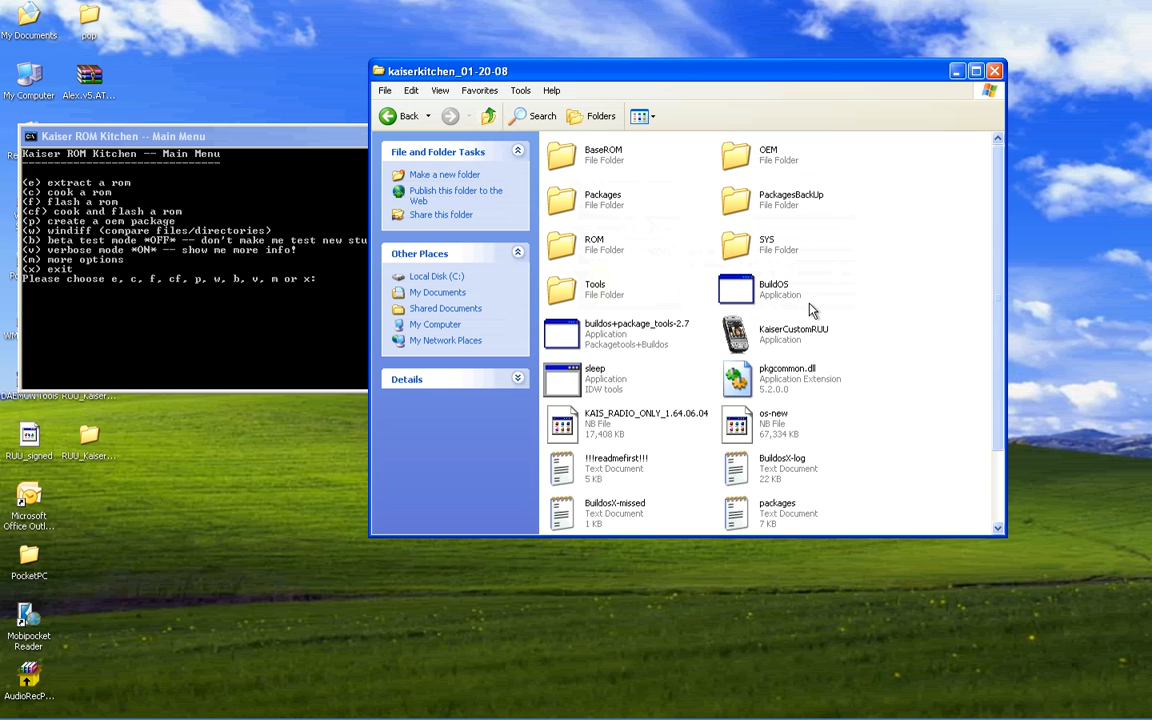 My Documents
pop
My Computer
Alex.v5.AT...
Kaiser ROM Kitchen -- Main Menu
Kaiser ROM Kitchen -- Main Menu
--------------------------------
(e) extract a rom
(c) cook a rom
(f) flash a rom
(cf) cook and flash a rom
(p) create a oem package
(w) windiff (compare files/directories)
(b) beta test mode *OFF* -- don't make me test new stu
(v) verbose mode *ON* -- show me more info!
(m) more options
(x) exit
Please choose e, c, f, cf, p, w, b, v, m or x:
DAEMON Tools
RUU_Kaiser...
RUU_signed
RUU_Kaiser...
Microsoft
Office Outl...
PocketPC
Mobipocket
Reader
AudioRecP...
kaiserkitchen_01-20-08
File Edit View Favorites Tools Help
Back Search Folders
File and Folder Tasks
Make a new folder
Publish this folder to the
Web
Share this folder
Other Places
Local Disk (C:)
My Documents
Shared Documents
My Computer
My Network Places
Details
BaseROM
File Folder
OEM
File Folder
Packages
File Folder
PackagesBackUp
File Folder
ROM
File Folder
SYS
File Folder
Tools
File Folder
BuildOS
Application
buildos+package_tools-2.7
Application
Packagetools+Buildos
KaiserCustomRUU
Application
sleep
Application
IDW tools
pkgcommon.dll
Application Extension
5.2.0.0
KAIS_RADIO_ONLY_1.64.06.04
NB File
17,408 KB
os-new
NB File
67,334 KB
!!!readmefirst!!!
Text Document
5 KB
BuildosX-log
Text Document
22 KB
BuildosX-missed
Text Document
1 KB
packages
Text Document
7 KB